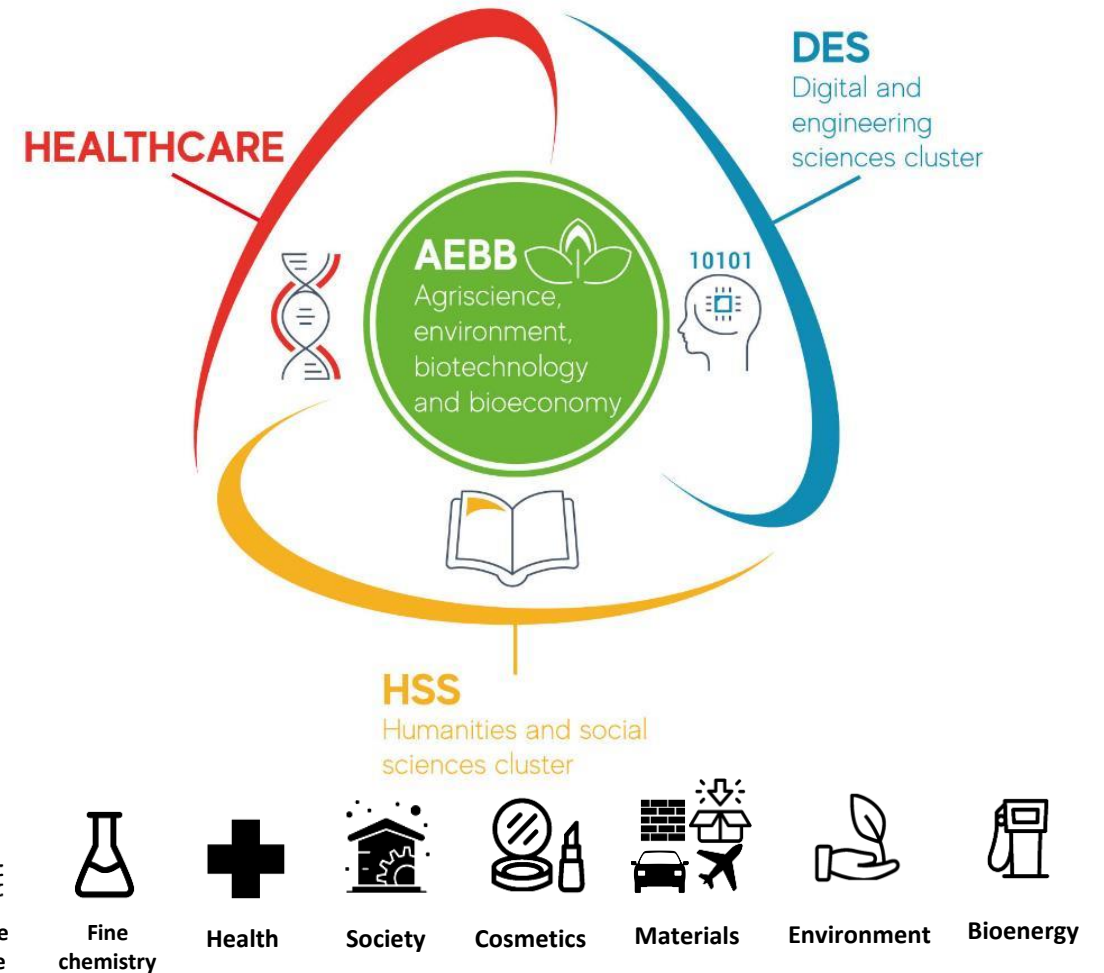 DES
Digital and
engineering
sciences cluster
HEALTHCARE
10101
AEBB
Agriscience,
environment,
biotechnology
and bioeconomy
HSS
Humanities and social
sciences cluster
Fine
chemistry
Health
Society
Cosmetics
Materials
Environment
Bioenergy